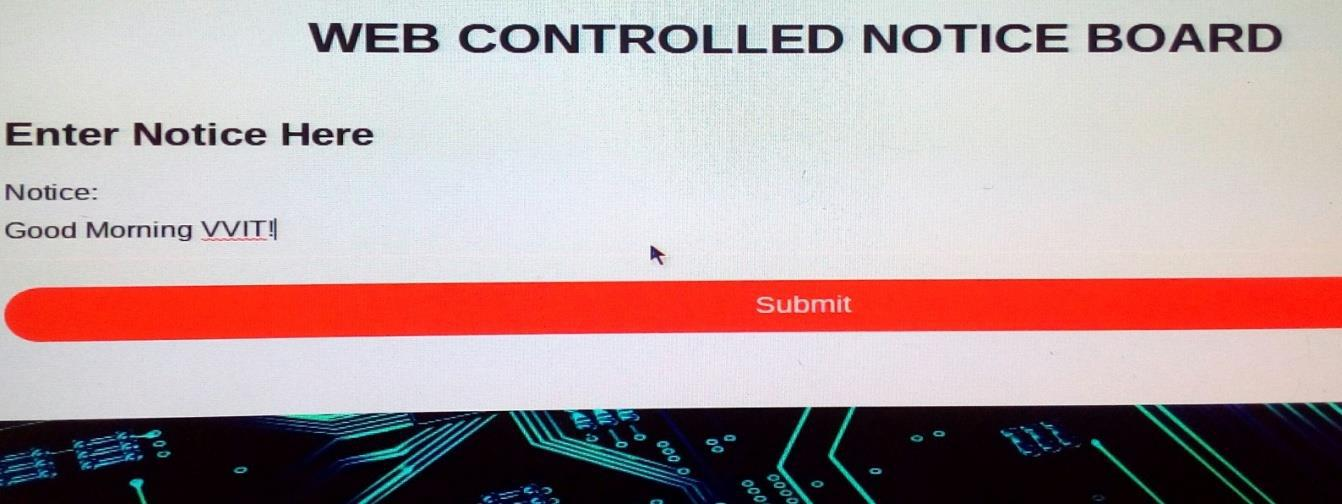 WEB CONTROLLED NOTICE BOARD
Enter Notice Here
Notice:
Good Morning VVIT!
Submit